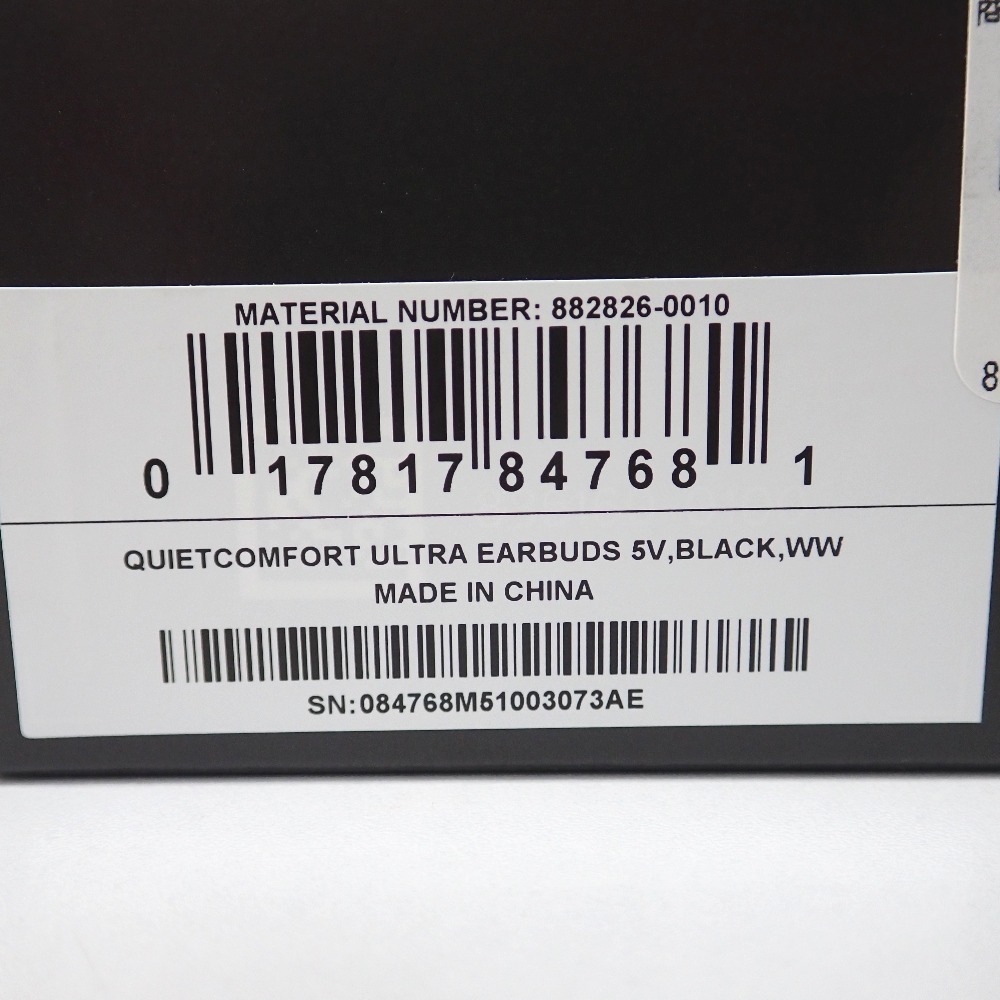 MATERIAL NUMBER: 882826-0010
0 17817 84768 1
QUIETCOMFORT ULTRA EARBUDS 5V,BLACK,WW
MADE IN CHINA
SN:084768M51003073AE
8